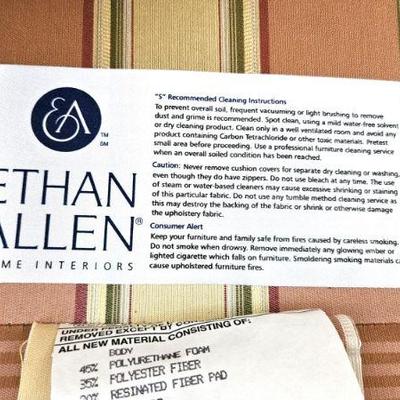 EA TM
SM
ETHAN
ALLEN®
ME INTERIORS
"S" Recommended Cleaning Instructions
To prevent overall soil, frequent vacuuming or light brushing to remove
dust and grime is recommended. Spot clean, using a mild water-free solvent
or dry cleaning product. Clean only in a well ventilated room and avoid any
product containing Carbon Tetrachloride or other toxic materials. Pretest
small area before proceeding. Use a professional furniture cleaning service
when an overall soiled condition has been reached.
Caution: Never remove cushion covers for separate dry cleaning or washing,
even though they do have zippers. Do not use bleach at any time. The use
of steam or water-based cleaners may cause excessive shrinking or staining
of this particular fabric. Do not use any tumble method cleaning service as
this may destroy the backing of the fabric or shrink or otherwise damage
the upholstery fabric.
Consumer Alert
Keep your furniture and family safe from fires caused by careless smoking.
Do not smoke when drowsy. Remove immediately any glowing ember or
lighted cigarette which falls on furniture. Smoldering smoking materials ca
cause upholstered furniture fires.
REMOVED EXCEPT BY
ALL NEW MATERIAL CONSISTING OF:
BODY
45% POLYURETHANE FOAM
35% POLYESTER FIBER
20% RESINATED FIBER PAD